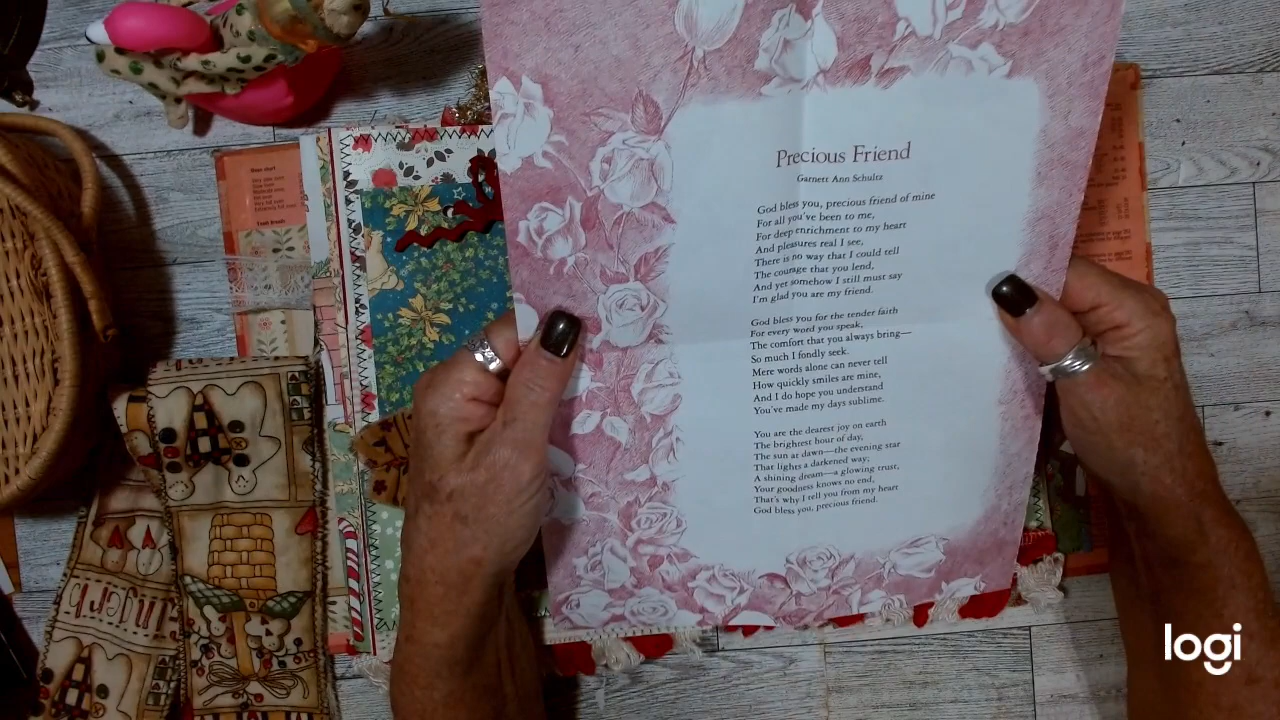 Precious Friend
Garnett Ann Schultz
God bless you, precious friend of mine
For all you've been to me,
For deep enrichment to my heart
And pleasures real I see,
There is no way that I could tell
The courage that you lend,
And yet somehow I still must say
I'm glad you are my friend.
God bless you for the tender faith
For every word you speak,
The comfort that you always bring—
So much I fondly seek.
Mere words alone can never tell
How quickly smiles are mine,
And I do hope you understand
You've made my days sublime.
You are the dearest joy on earth
The brightest hour of day,
The sun at dawn—the evening star
That lights a darkened way;
A shining dream—a glowing trust,
Your goodness knows no end,
That's why I tell you from my heart
God bless you, precious friend.
logi